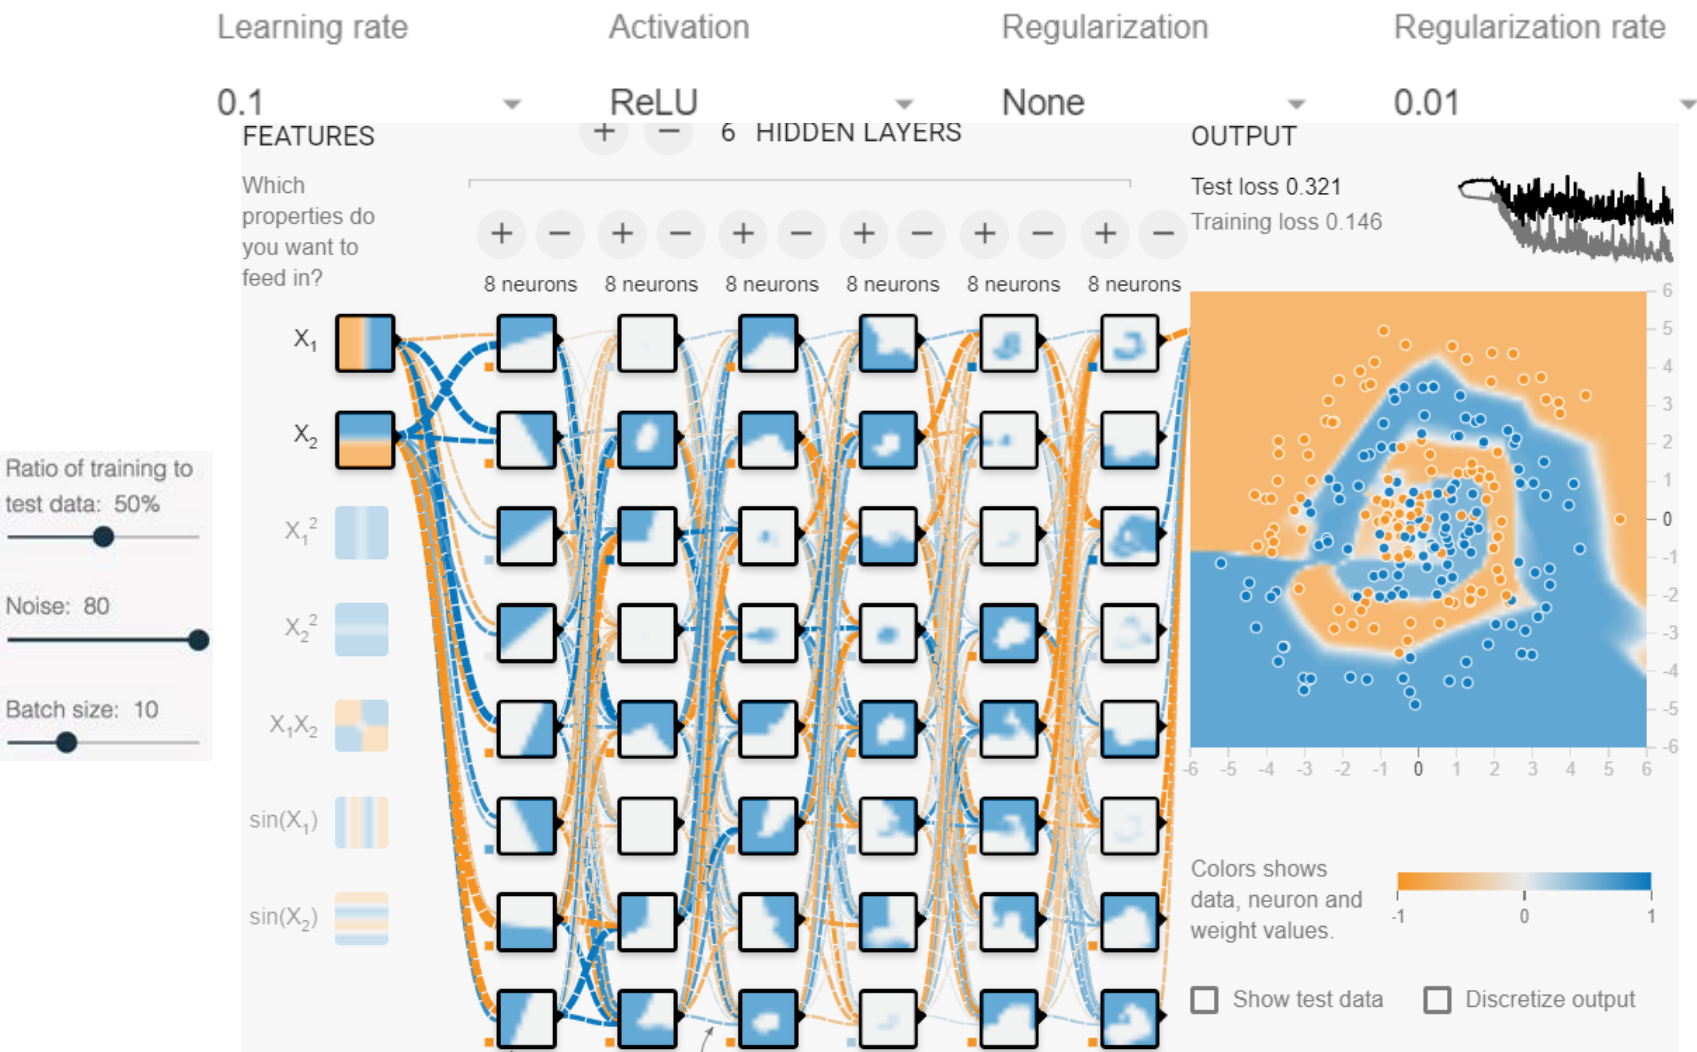 Learning rate
Activation
Regularization
Regularization rate
0.1
ReLU
None
0.01
FEATURES
+ − 6 HIDDEN LAYERS
OUTPUT
Which
properties do
you want to
feed in?
Test loss 0.321
Training loss 0.146
+ − + − + − + − + − + −
8 neurons 8 neurons 8 neurons 8 neurons 8 neurons 8 neurons
X1
X2
X1²
X2²
X1X2
sin(X1)
sin(X2)
Ratio of training to
test data: 50%
Noise: 80
Batch size: 10
6
5
4
3
2
1
0
-1
-2
-3
-4
-5
-6
-6 -5 -4 -3 -2 -1 0 1 2 3 4 5 6
Colors shows
data, neuron and
weight values.
-1 0 1
Show test data
Discretize output